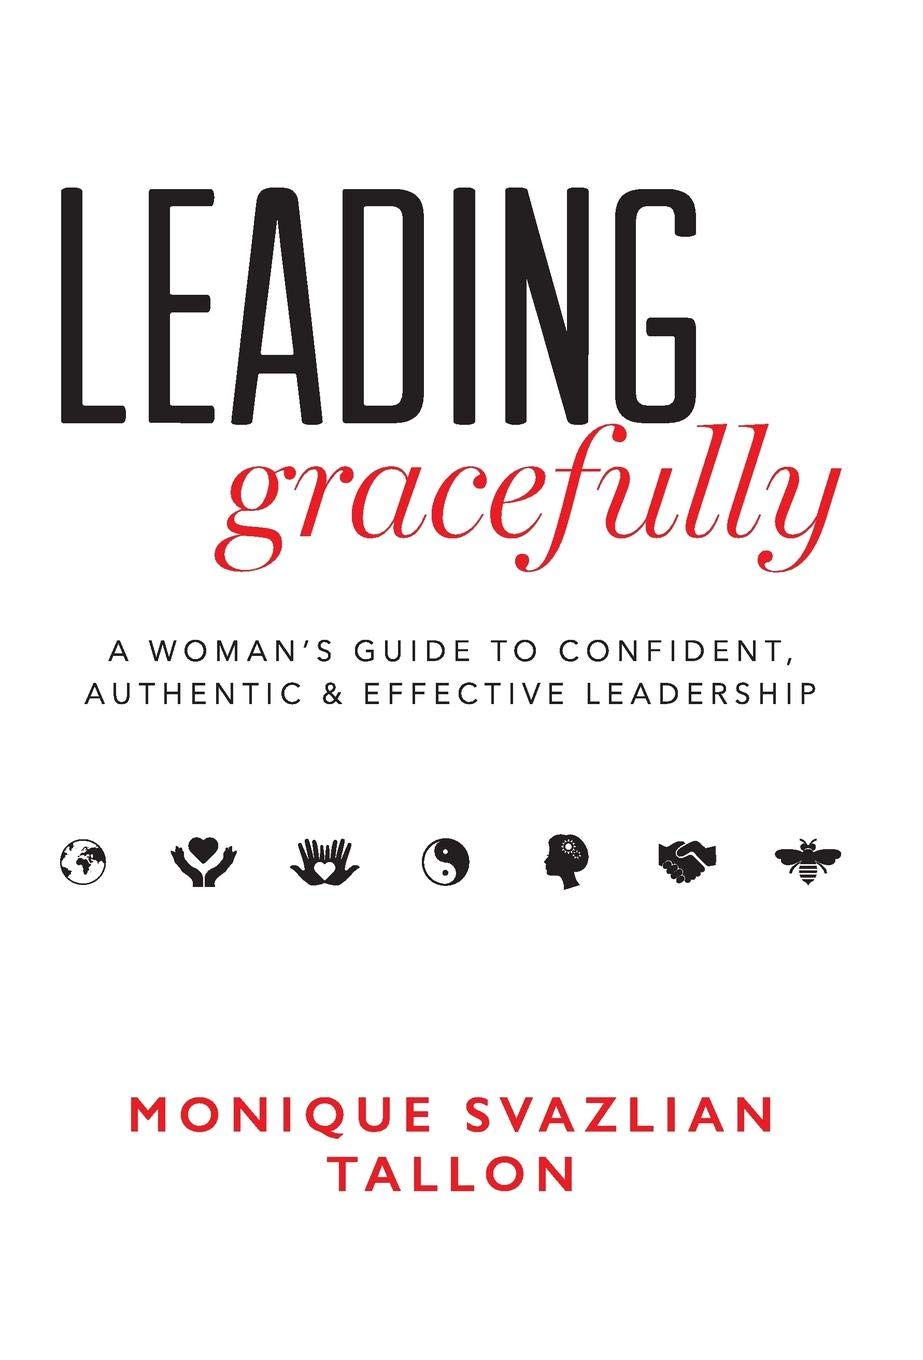 LEADING
gracefully
A WOMAN'S GUIDE TO CONFIDENT,
AUTHENTIC & EFFECTIVE LEADERSHIP
MONIQUE SVAZLIAN
TALLON